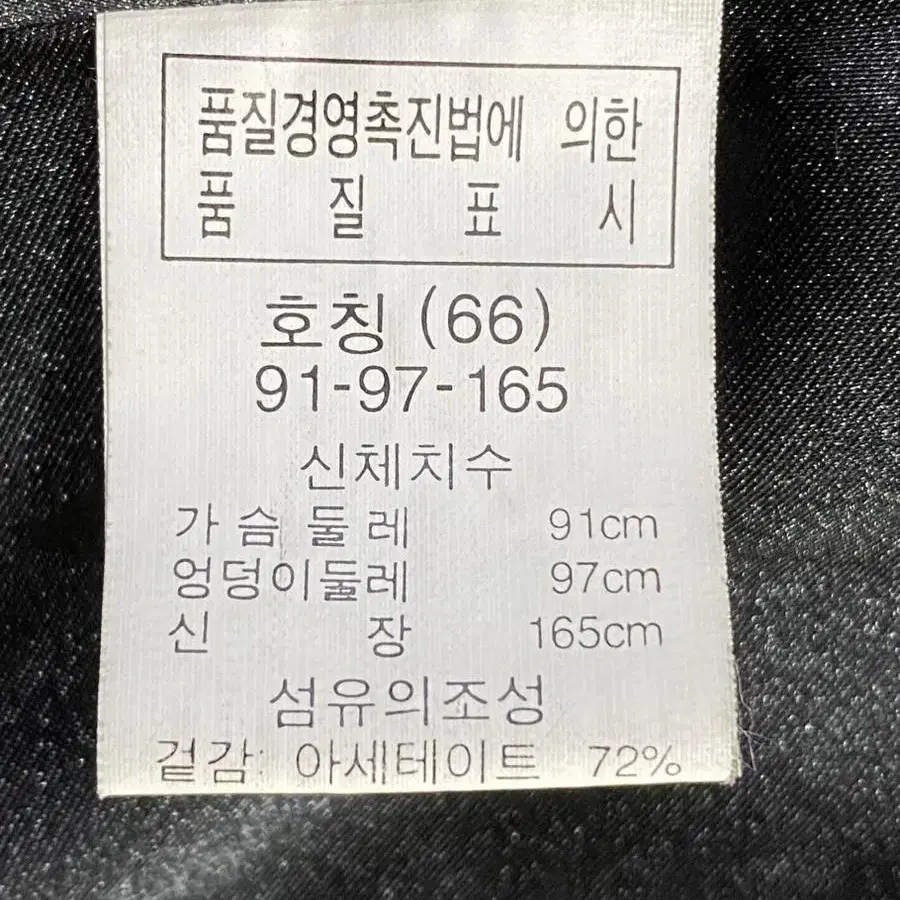 품질경영촉진법에 의한
품 질 표 시
호칭 (66)
91-97-165
신체치수
가 슴 둘 레 91cm
엉덩이둘레 97cm
신 장 165cm
섬유의조성
겉감: 아세테이트 72%